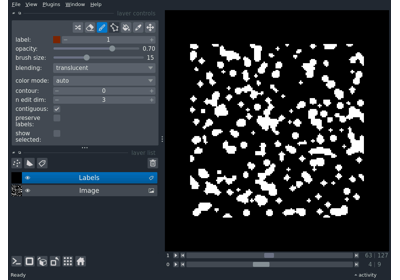 File View Plugins Window Help
layer controls
label: 1
opacity: 0.70
brush size: 15
blending: translucent
color mode: auto
contour: 0
n edit dim: 3
contiguous:
preserve labels:
show selected:
layer list
Labels
Image
1 63 127
0 4 9
Ready
activity